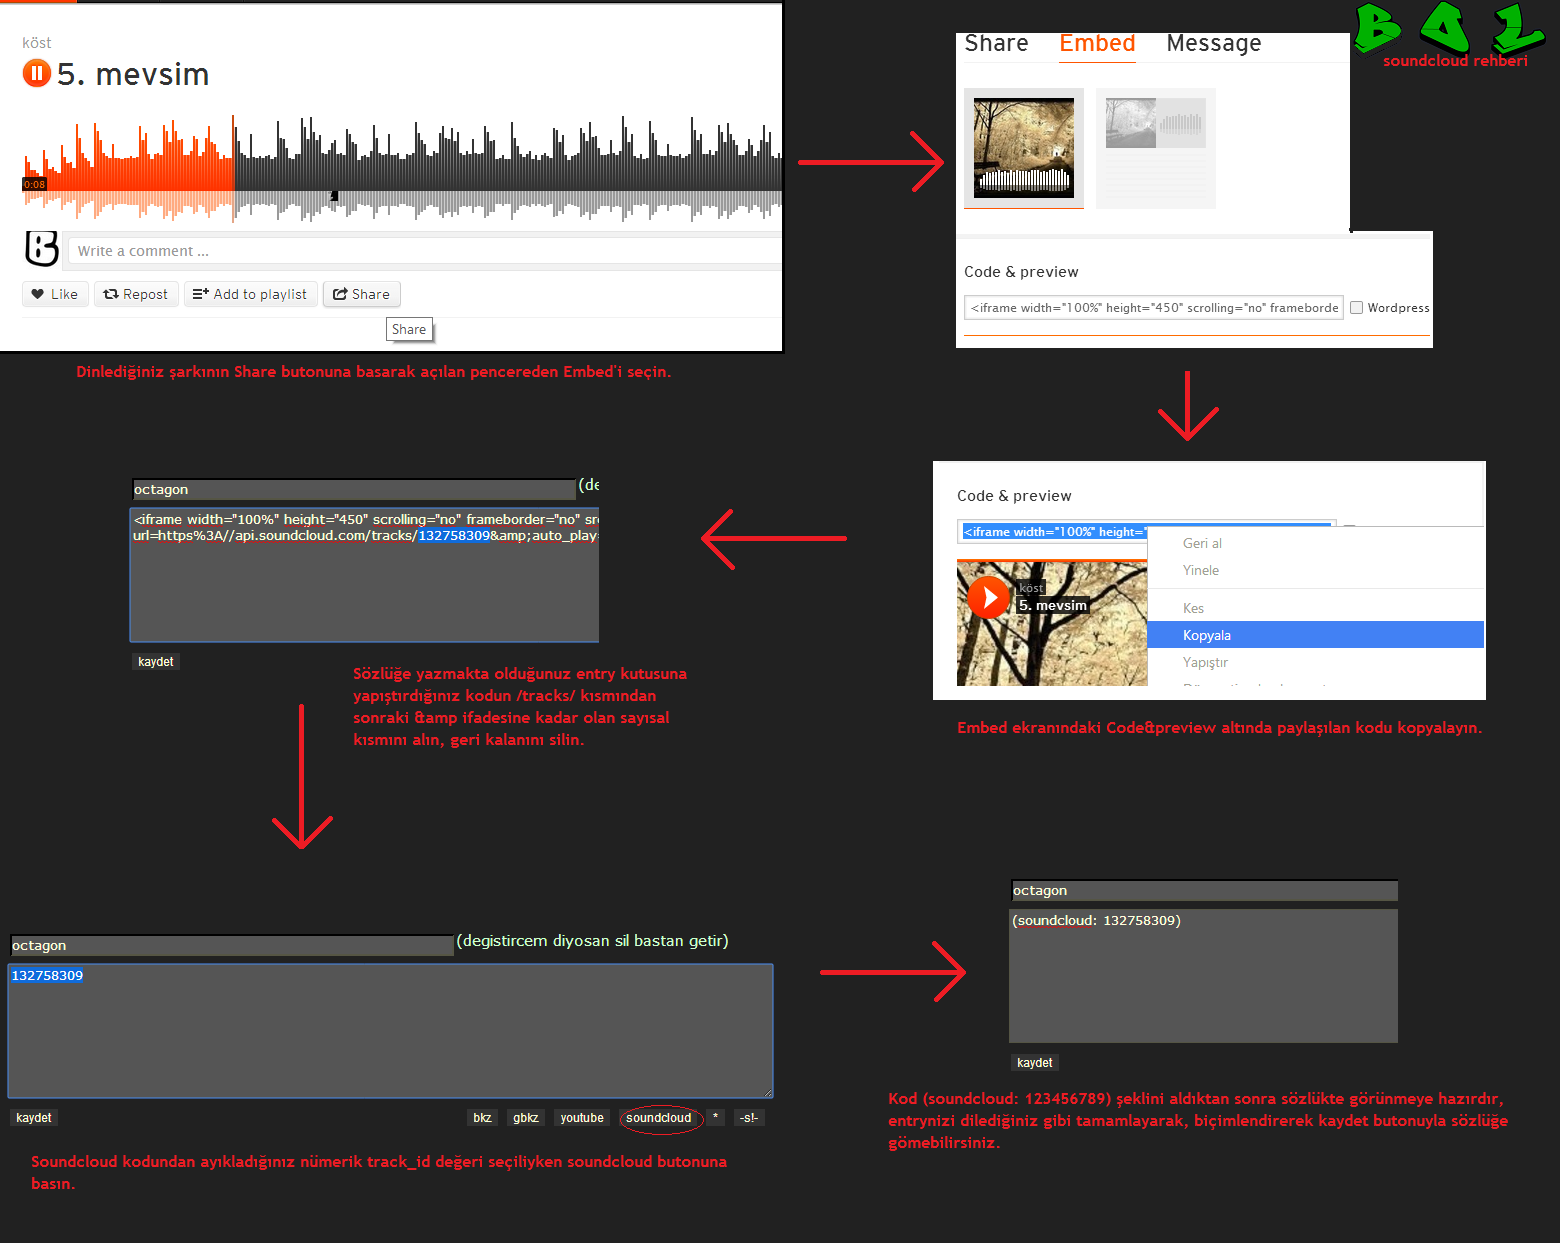 BAL
soundcloud rehberi
köst
5. mevsim
0:08
B
Write a comment ...
Like
Repost
Add to playlist
Share
Share
Dinlediğiniz şarkının Share butonuna basarak açılan pencereden Embed'i seçin.
Share Embed Message
Code & preview
<iframe width="100%" height="450" scrolling="no" frameborde
Wordpress
Code & preview
<iframe width="100%" height="
köst
5. mevsim
Geri al
Yinele
Kes
Kopyala
Yapıştır
Embed ekranındaki Code&preview altında paylaşılan kodu kopyalayın.
octagon
(de
<iframe width="100%" height="450" scrolling="no" frameborder="no" src
url=https%3A//api.soundcloud.com/tracks/132758309&amp;auto_play=
kaydet
Sözlüğe yazmakta olduğunuz entry kutusuna
yapıştırdığınız kodun /tracks/ kısmından
sonraki &amp ifadesine kadar olan sayısal
kısmını alın, geri kalanını silin.
octagon
(degistircem diyosan sil bastan getir)
132758309
kaydet
bkz
gbkz
youtube
soundcloud
*
-s!-
Soundcloud kodundan ayıkladığınız nümerik track_id değeri seçiliyken soundcloud butonuna
basın.
octagon
(soundcloud: 132758309)
kaydet
Kod (soundcloud: 123456789) şeklini aldıktan sonra sözlükte görünmeye hazırdır,
entrynizi dilediğiniz gibi tamamlayarak, biçimlendirerek kaydet butonuyla sözlüğe
gömebilirsiniz.